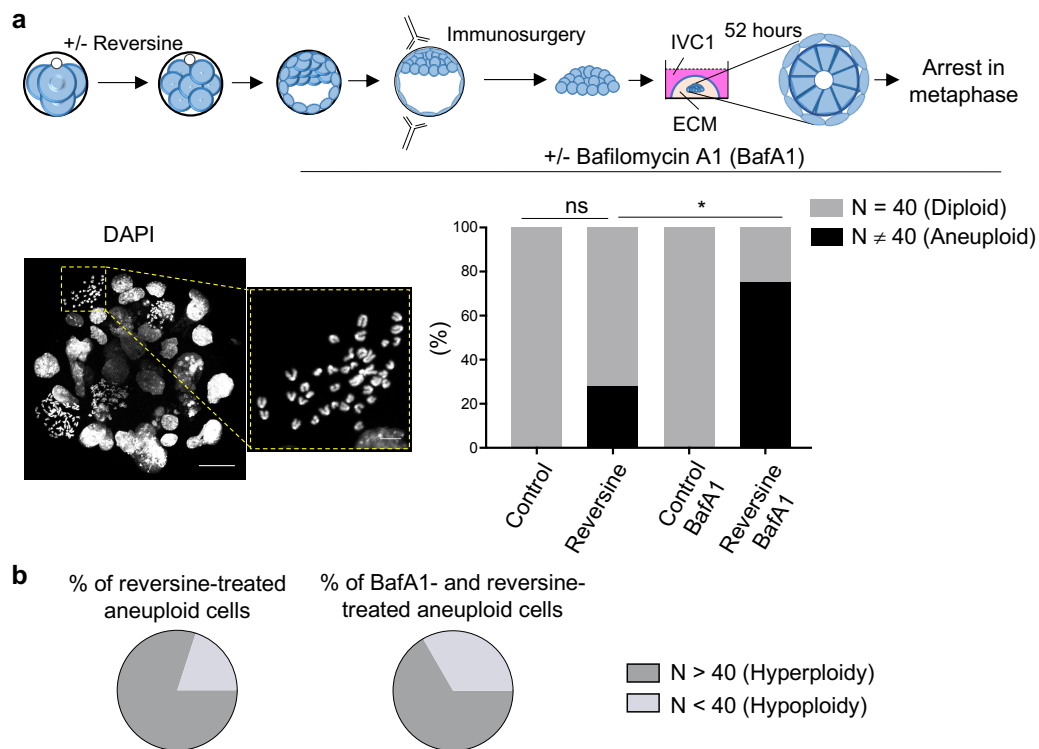 a
+/- Reversine
Immunosurgery
IVC1
52 hours
ECM
Arrest in
metaphase
+/- Bafilomycin A1 (BafA1)
DAPI
N = 40 (Diploid)
N ≠ 40 (Aneuploid)
ns
*
(%)
100
80
60
40
20
0
Control
Reversine
Control
BafA1
Reversine
BafA1
b
% of reversine-treated
aneuploid cells
% of BafA1- and reversine-
treated aneuploid cells
N > 40 (Hyperploidy)
N < 40 (Hypoploidy)